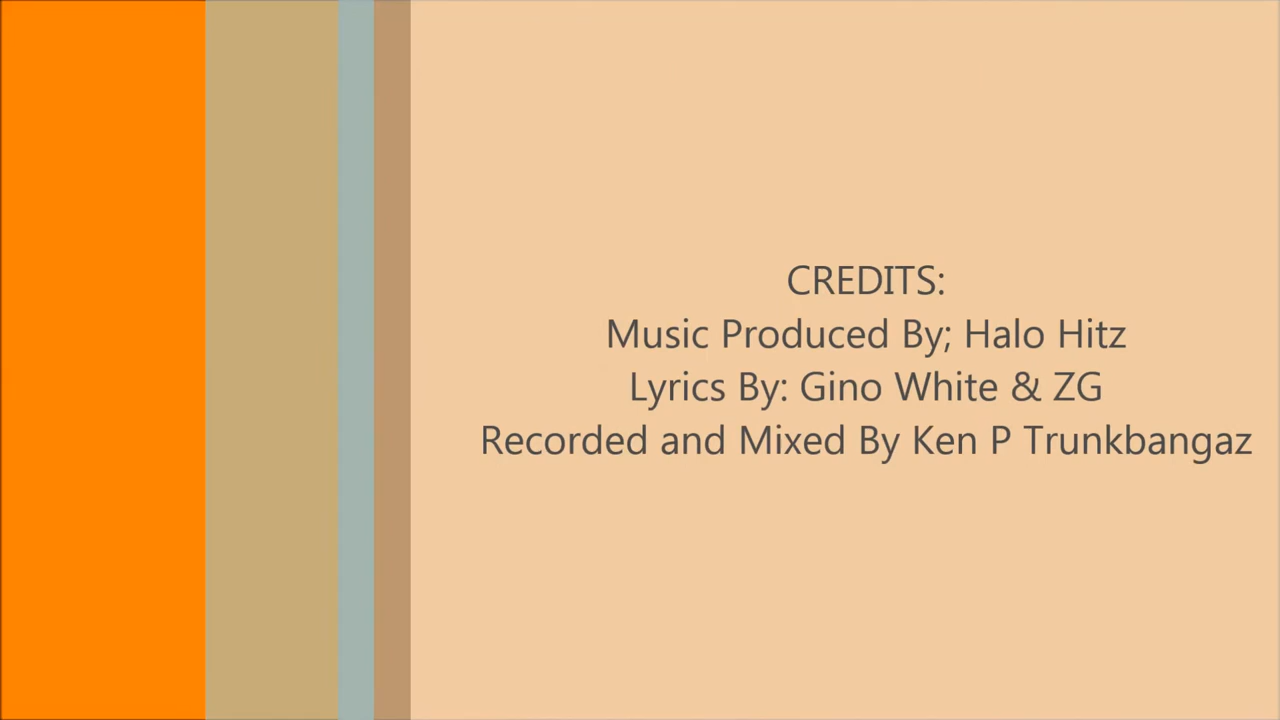 CREDITS:
Music Produced By; Halo Hitz
Lyrics By: Gino White & ZG
Recorded and Mixed By Ken P Trunkbangaz